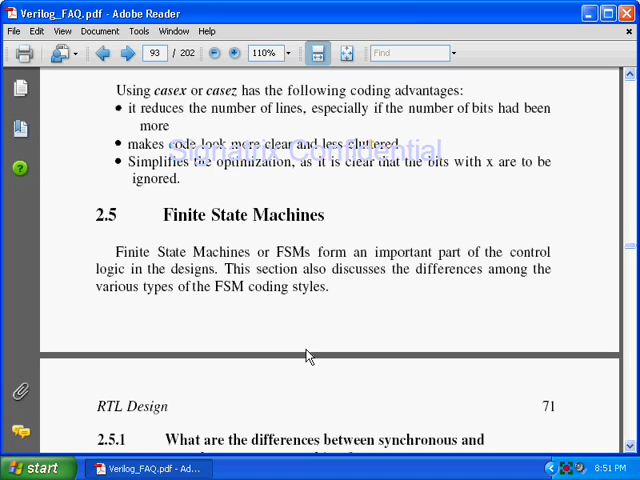 Verilog_FAQ.pdf - Adobe Reader
File Edit View Document Tools Window Help
93 / 202 110% Find
Using casex or casez has the following coding advantages:
● it reduces the number of lines, especially if the number of bits had been
more
● makes code look more clear and less cluttered
● Simplifies the optimization, as it is clear that the bits with x are to be
ignored.
Signatrix Confidential
2.5 Finite State Machines
Finite State Machines or FSMs form an important part of the control
logic in the designs. This section also discusses the differences among the
various types of the FSM coding styles.
RTL Design 71
2.5.1 What are the differences between synchronous and
start Verilog_FAQ.pdf - Ad... 8:51 PM